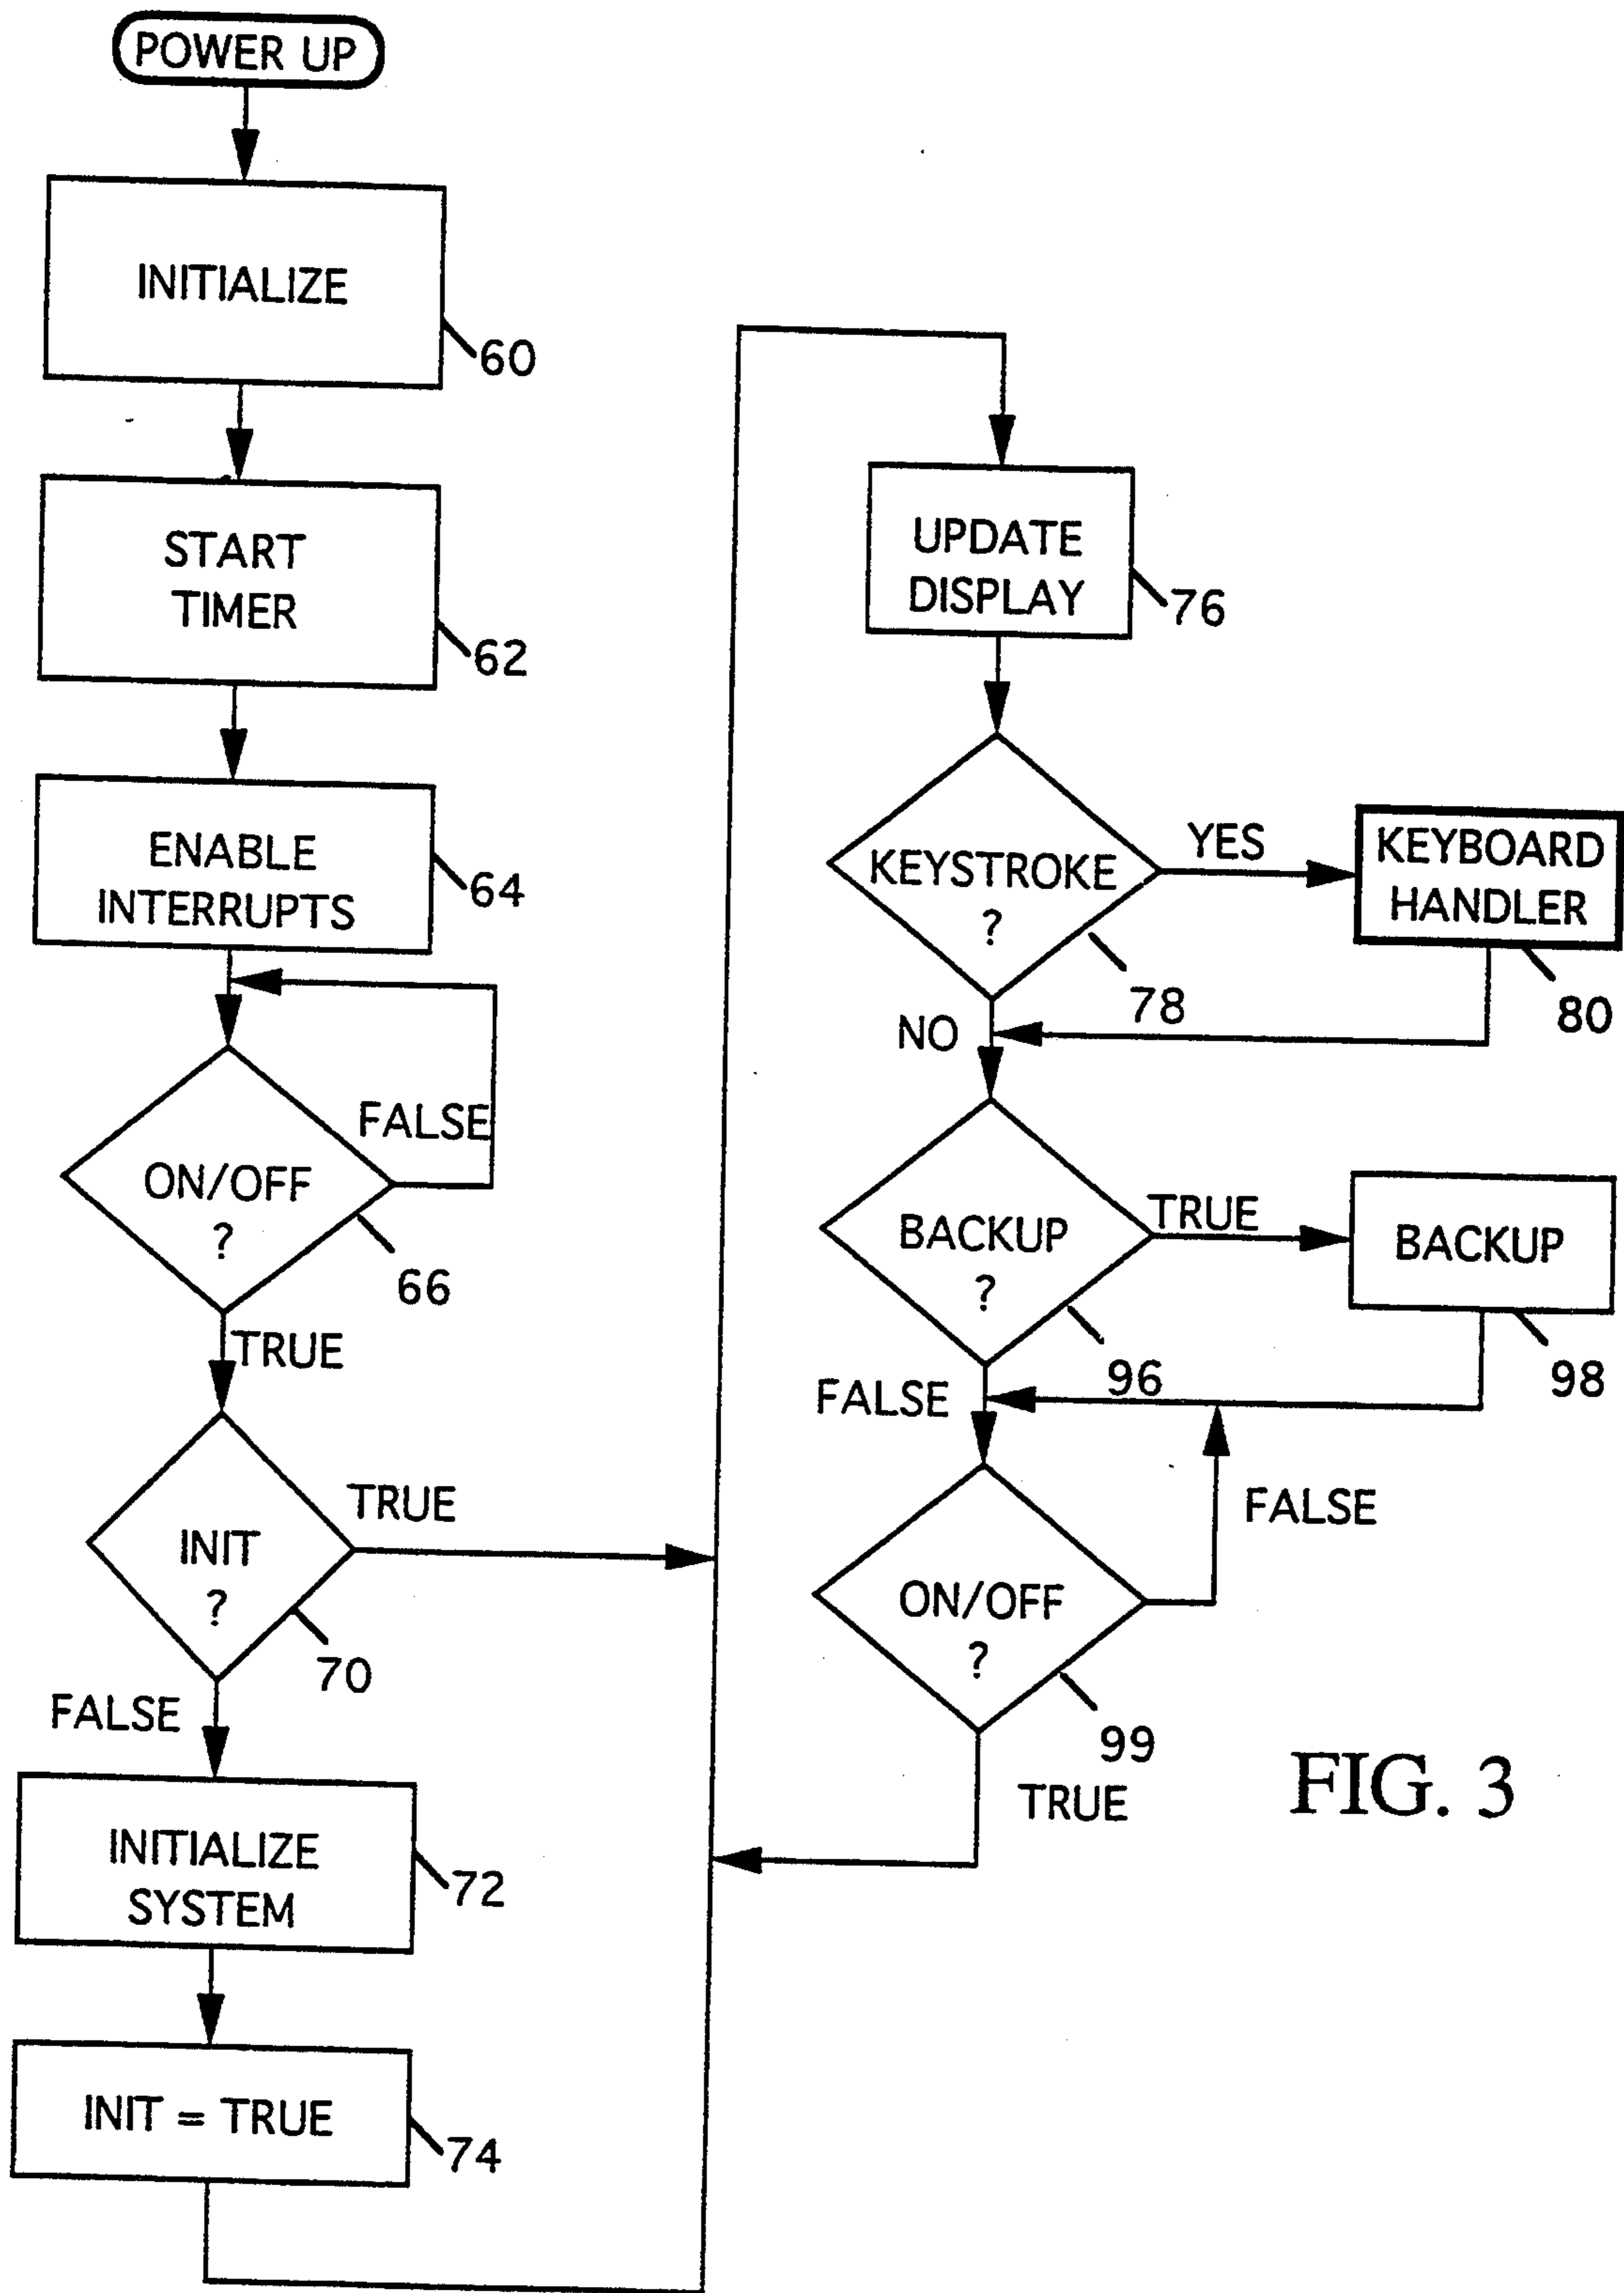 POWER UP
INITIALIZE
60
START
TIMER
62
ENABLE
INTERRUPTS
64
FALSE
ON/OFF
?
66
TRUE
INIT
?
TRUE
70
FALSE
INITIALIZE
SYSTEM
72
INIT = TRUE
74
UPDATE
DISPLAY
76
KEYSTROKE
?
YES
78
KEYBOARD
HANDLER
80
NO
BACKUP
?
TRUE
96
BACKUP
98
FALSE
ON/OFF
?
FALSE
99
TRUE
FIG. 3